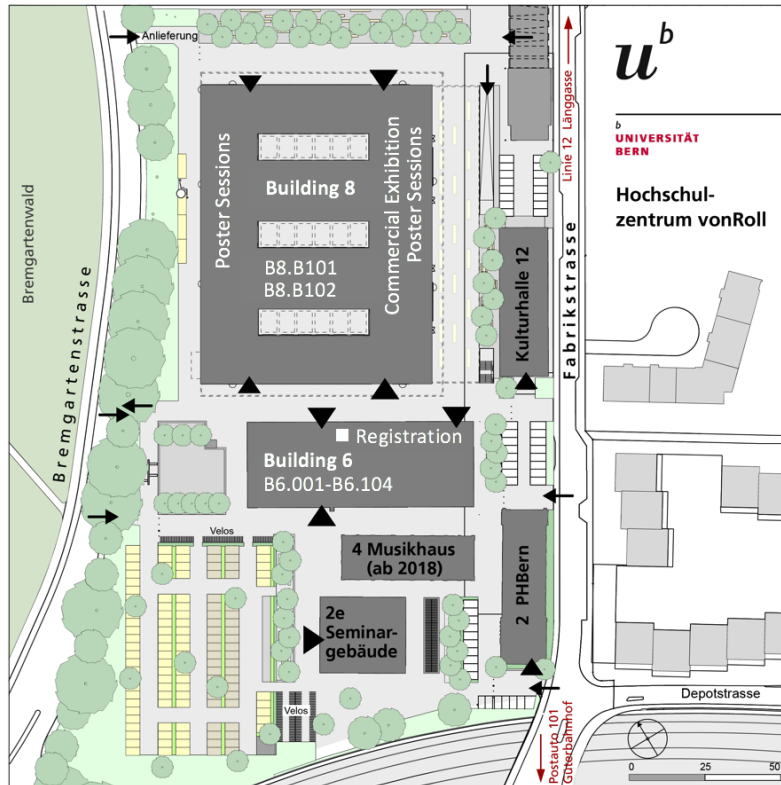 Anlieferung
Linie 12 Länggasse
u^b
b
UNIVERSITÄT
BERN
Hochschul-
zentrum vonRoll
Bremgartenwald
Bremgartenstrasse
Poster Sessions
Building 8
B8.B101
B8.B102
Commercial Exhibition
Poster Sessions
Kulturhalle 12
Fabrikstrasse
Registration
Building 6
B6.001-B6.104
Velos
4 Musikhaus
(ab 2018)
2 PHBern
2e
Seminar-
gebäude
Velos
Depotstrasse
Postauto 101
Güterbahnhof
0 25 50